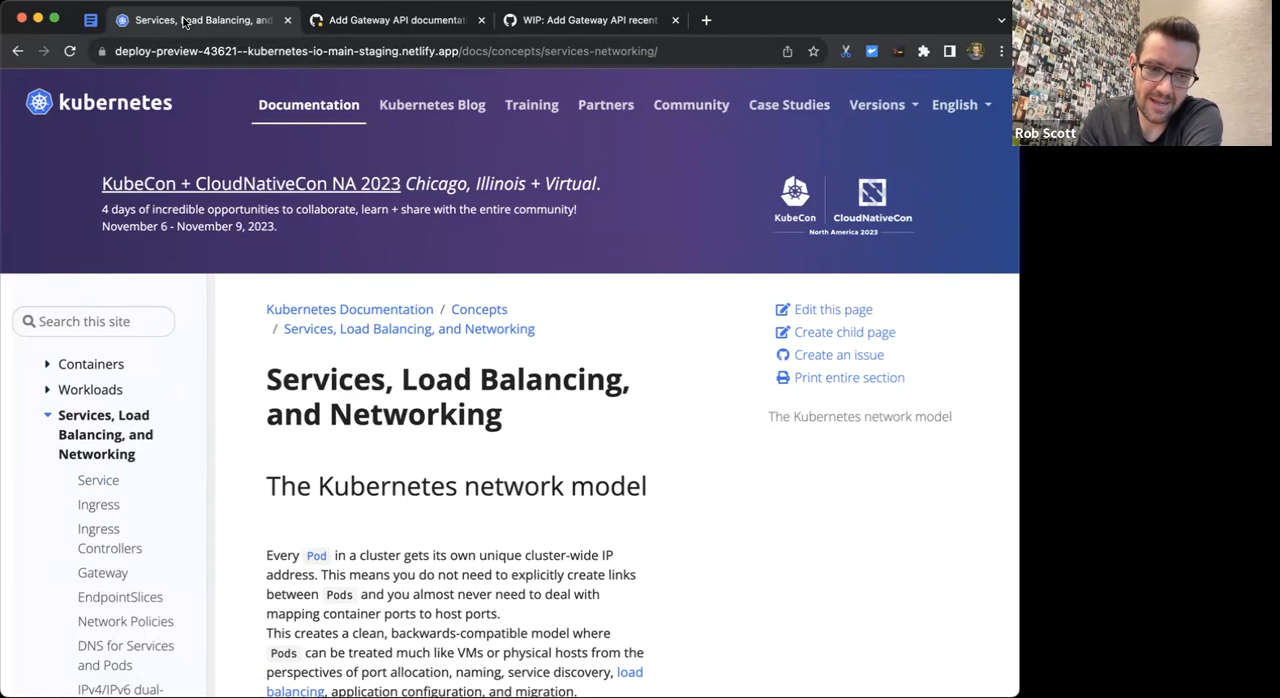 Services, Load Balancing, and
Add Gateway API documentat
WIP: Add Gateway API recent
deploy-preview-43621--kubernetes-io-main-staging.netlify.app/docs/concepts/services-networking/
Rob Scott
kubernetes
Documentation
Kubernetes Blog
Training
Partners
Community
Case Studies
Versions
English
KubeCon + CloudNativeCon NA 2023 Chicago, Illinois + Virtual.
4 days of incredible opportunities to collaborate, learn + share with the entire community!
November 6 - November 9, 2023.
KubeCon
CloudNativeCon
North America 2023
Search this site
Containers
Workloads
Services, Load
Balancing, and
Networking
Service
Ingress
Ingress
Controllers
Gateway
EndpointSlices
Network Policies
DNS for Services
and Pods
IPv4/IPv6 dual-
Kubernetes Documentation / Concepts
/ Services, Load Balancing, and Networking
Services, Load Balancing,
and Networking
The Kubernetes network model
Every Pod in a cluster gets its own unique cluster-wide IP
address. This means you do not need to explicitly create links
between Pods and you almost never need to deal with
mapping container ports to host ports.
This creates a clean, backwards-compatible model where
Pods can be treated much like VMs or physical hosts from the
perspectives of port allocation, naming, service discovery, load
balancing, application configuration, and migration.
Edit this page
Create child page
Create an issue
Print entire section
The Kubernetes network model